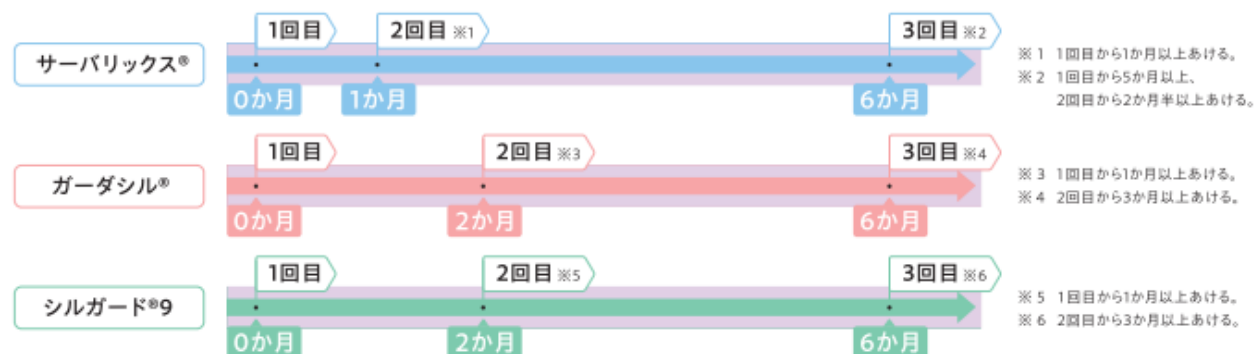 1回目 2回目 ※1 3回目 ※2
サーバリックス®
0か月 1か月 6か月
※1 1回目から1か月以上あける。
※2 1回目から5か月以上、
2回目から2か月半以上あける。
1回目 2回目 ※3 3回目 ※4
ガーダシル®
0か月 2か月 6か月
※3 1回目から1か月以上あける。
※4 2回目から3か月以上あける。
1回目 2回目 ※5 3回目 ※6
シルガード®9
0か月 2か月 6か月
※5 1回目から1か月以上あける。
※6 2回目から3か月以上あける。